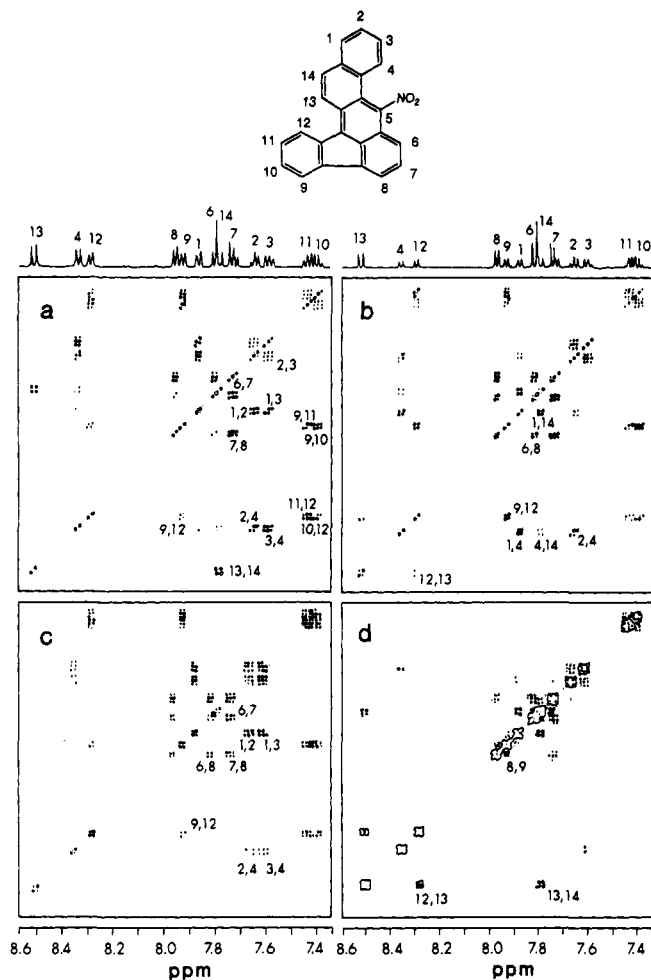 2
1
3
14
4
13
NO2
5
12
6
11
7
10
9
8
13 4 12 8 9 1 6 14 7 2 3 11 10
13 4 12 8 9 1 6 14 7 2 3 11 10
a
2,3
6,7
1,2 1,3
7,8
9,11
9,10
11,12
9,12 2,4
3,4 10,12
13,14
b
1,14
6,8
9,12
1,4 4,14 2,4
12,13
c
6,7
1,2 1,3
6,8 7,8
9,12
2,4 3,4
d
8,9
12,13 13,14
8.6 8.4 8.2 8.0 7.8 7.6 7.4
ppm
8.6 8.4 8.2 8.0 7.8 7.6 7.4
ppm